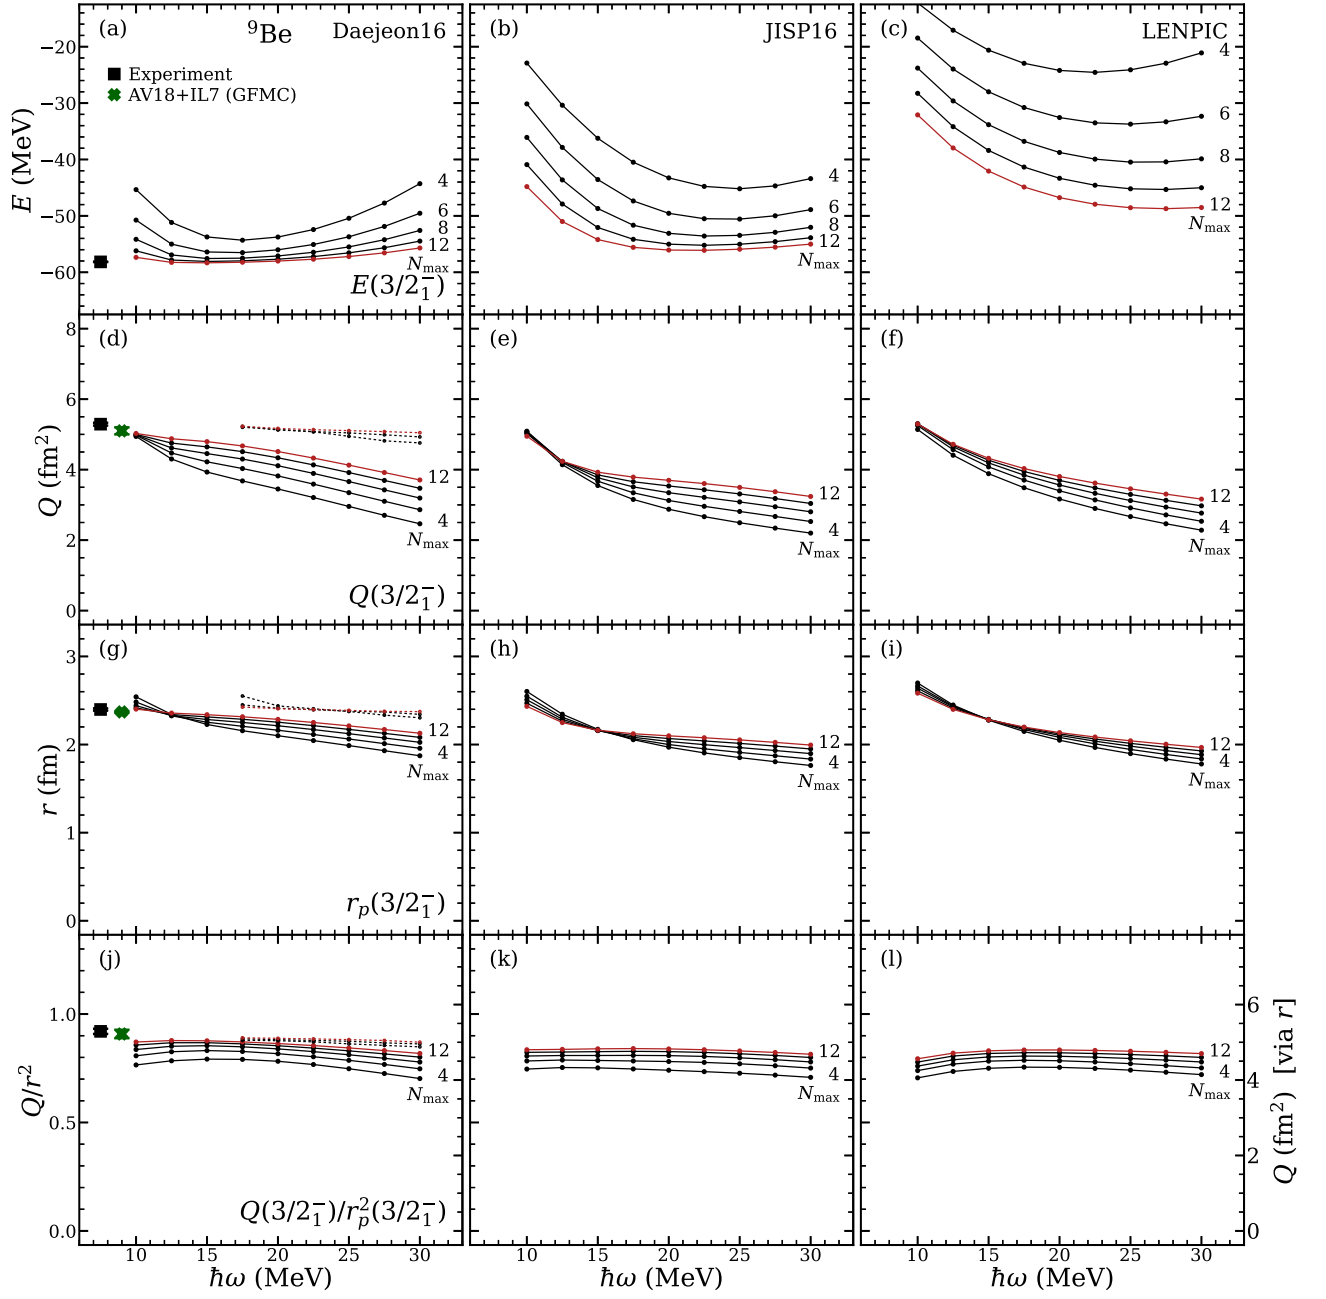 (a) ⁹Be Daejeon16
Experiment
AV18+IL7 (GFMC)
E (MeV)
−20
−30
−40
−50
−60
4
6
8
12
N_max
E(3/2₁⁻)
(b) JISP16
4
6
8
12
N_max
(c) LENPIC
4
6
8
12
N_max
(d)
Q (fm²)
8
6
4
2
0
12
4
N_max
Q(3/2₁⁻)
(e)
12
4
N_max
(f)
12
4
N_max
(g)
r (fm)
3
2
1
0
12
4
N_max
r_p(3/2₁⁻)
(h)
12
4
N_max
(i)
12
4
N_max
(j)
Q/r²
1.0
0.5
0.0
12
4
N_max
Q(3/2₁⁻)/r_p²(3/2₁⁻)
10 15 20 25 30
ħω (MeV)
(k)
12
4
N_max
10 15 20 25 30
ħω (MeV)
(l)
12
4
N_max
10 15 20 25 30
ħω (MeV)
6
4
2
0
Q (fm²) [via r]